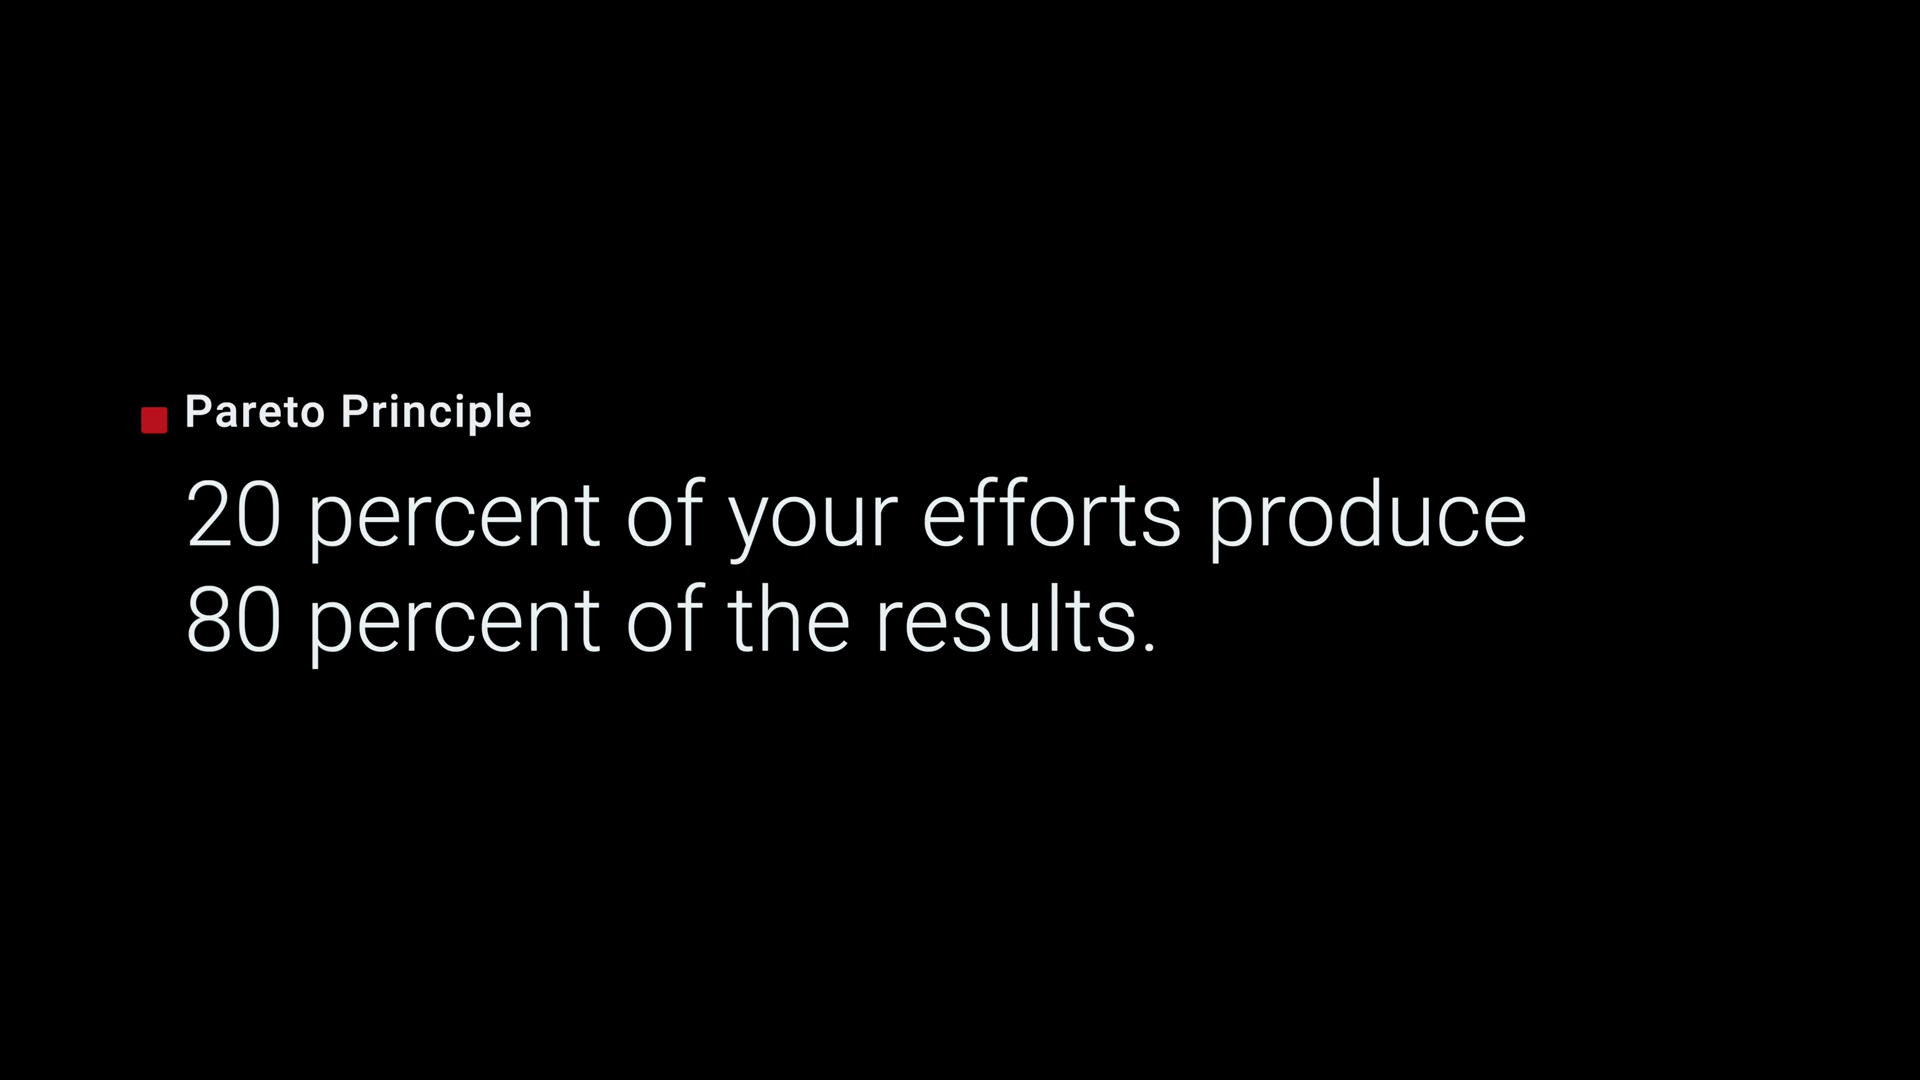 Pareto Principle
20 percent of your efforts produce
80 percent of the results.